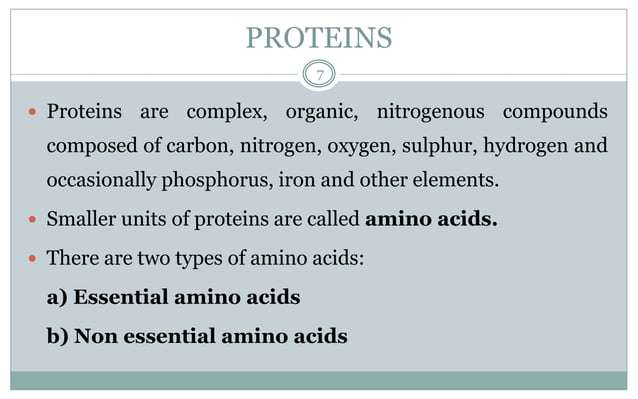 PROTEINS
7
• Proteins are complex, organic, nitrogenous compounds
composed of carbon, nitrogen, oxygen, sulphur, hydrogen and
occasionally phosphorus, iron and other elements.
• Smaller units of proteins are called amino acids.
• There are two types of amino acids:
a) Essential amino acids
b) Non essential amino acids